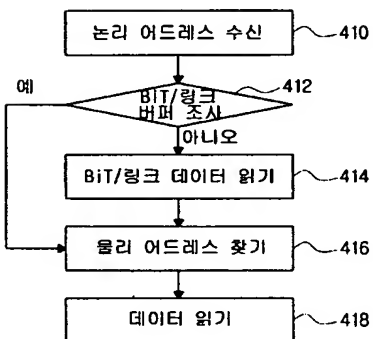 논리 어드레스 수신
410
예
BiT/링크
버퍼 조사
412
아니오
BiT/링크 데이터 읽기
414
물리 어드레스 찾기
416
데이터 읽기
418